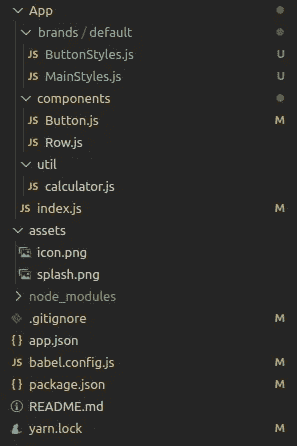 App
brands / default
JS ButtonStyles.js U
JS MainStyles.js U
components
JS Button.js M
JS Row.js
util
JS calculator.js
JS index.js M
assets
icon.png
splash.png
node_modules
.gitignore M
{} app.json
babel.config.js M
{} package.json M
README.md
yarn.lock M